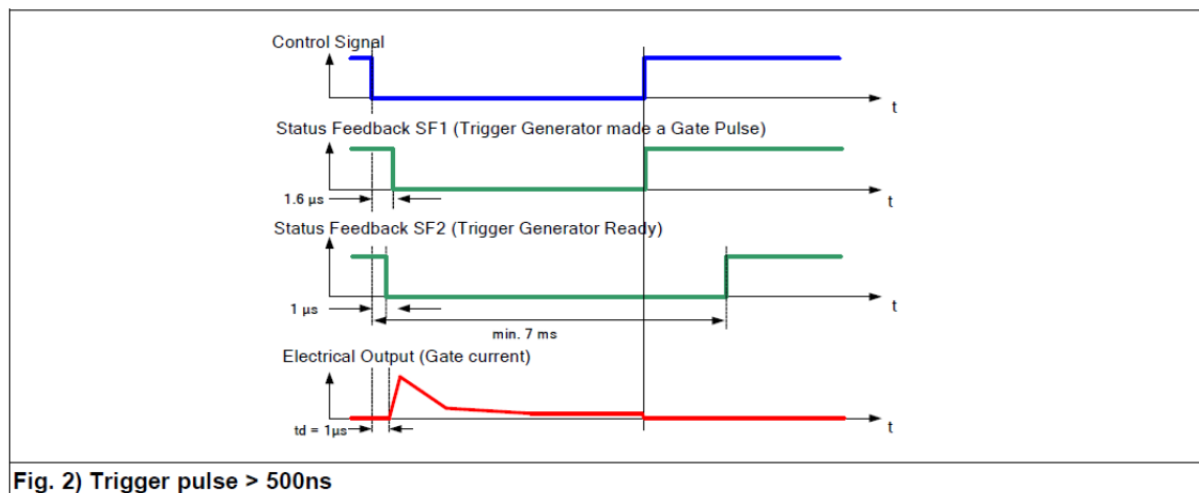 Control Signal
t
Status Feedback SF1 (Trigger Generator made a Gate Pulse)
1.6 µs
t
Status Feedback SF2 (Trigger Generator Ready)
t
1 µs
min. 7 ms
Electrical Output (Gate current)
t
td = 1µs
Fig. 2) Trigger pulse > 500ns